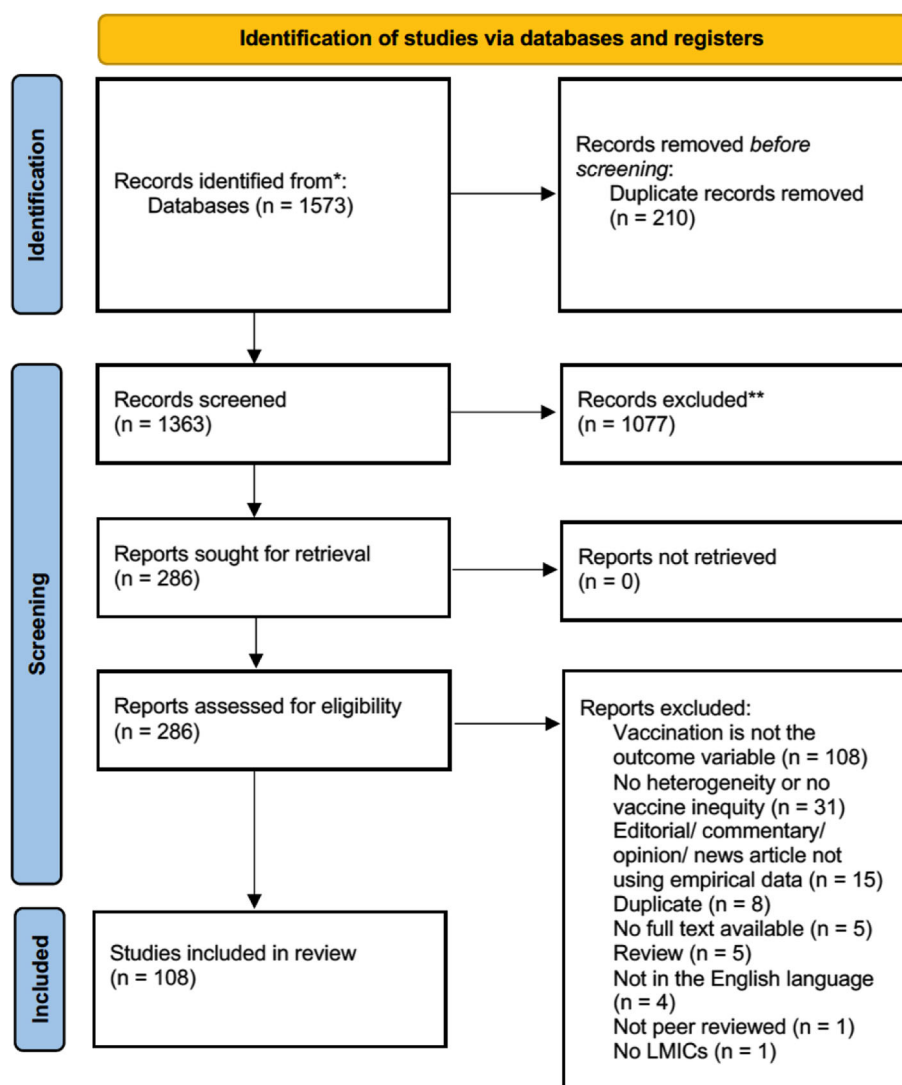 Identification of studies via databases and registers
Identification
Records identified from*:
Databases (n = 1573)
Records removed before
screening:
Duplicate records removed
(n = 210)
Screening
Records screened
(n = 1363)
Records excluded**
(n = 1077)
Reports sought for retrieval
(n = 286)
Reports not retrieved
(n = 0)
Reports assessed for eligibility
(n = 286)
Reports excluded:
Vaccination is not the
outcome variable (n = 108)
No heterogeneity or no
vaccine inequity (n = 31)
Editorial/ commentary/
opinion/ news article not
using empirical data (n = 15)
Duplicate (n = 8)
No full text available (n = 5)
Review (n = 5)
Not in the English language
(n = 4)
Not peer reviewed (n = 1)
No LMICs (n = 1)
Included
Studies included in review
(n = 108)